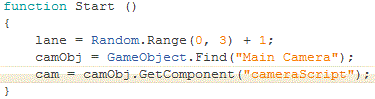 function Start ()
{
    lane = Random.Range(0, 3) + 1;
    camObj = GameObject.Find("Main Camera");
    cam = camObj.GetComponent("cameraScript");
}